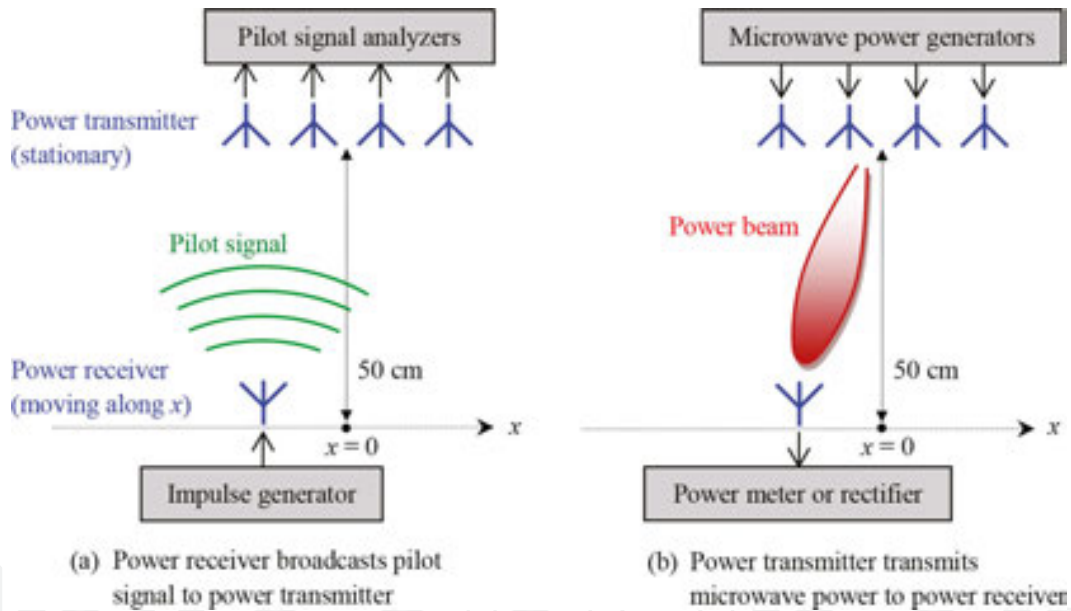 Pilot signal analyzers
Power transmitter
(stationary)
Pilot signal
Power receiver
(moving along x)
50 cm
x
x = 0
Impulse generator
(a) Power receiver broadcasts pilot
signal to power transmitter
Microwave power generators
Power beam
50 cm
x
x = 0
Power meter or rectifier
(b) Power transmitter transmits
microwave power to power receiver